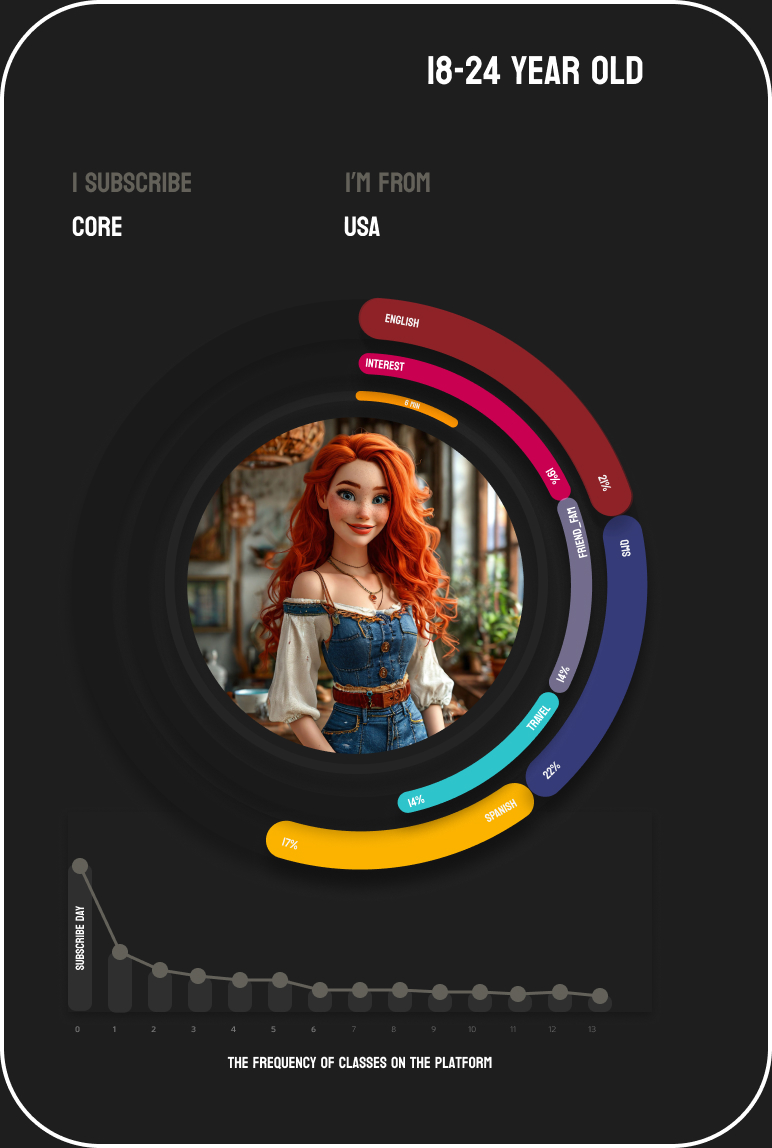 18-24 YEAR OLD
I SUBSCRIBE
I'M FROM
CORE
USA
ENGLISH
INTEREST
6 MIN
19%
21%
FRIEND_FAM
QMS
14%
TRAVEL
22%
14%
SPANISH
17%
SUBSCRIBE DAY
0 1 2 3 4 5 6 7 8 9 10 11 12 13
THE FREQUENCY OF CLASSES ON THE PLATFORM